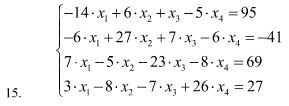 −14·x₁+6·x₂+x₃−5·x₄=95
−6·x₁+27·x₂+7·x₃−6·x₄=−41
7·x₁−5·x₂−23·x₃−8·x₄=69
15. 3·x₁−8·x₂−7·x₃+26·x₄=27